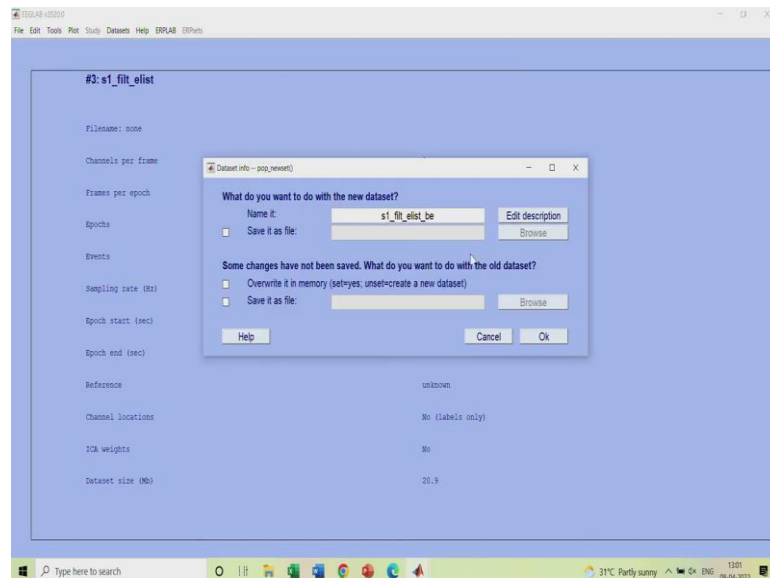 EEGLAB v2020.0
File Edit Tools Plot Study Datasets Help ERPLAB ERPsets
#3: s1_filt_elist
Filename: none
Channels per frame
Frames per epoch
Epochs
Events
Sampling rate (Hz)
Epoch start (sec)
Epoch end (sec)
Reference unknown
Channel locations No (labels only)
ICA weights No
Dataset size (Mb) 20.9
Dataset info -- pop_newset()
What do you want to do with the new dataset?
Name it: s1_filt_elist_be Edit description
Save it as file: Browse
Some changes have not been saved. What do you want to do with the old dataset?
Overwrite it in memory (set=yes; unset=create a new dataset)
Save it as file: Browse
Help Cancel Ok
Type here to search 31°C Partly sunny ENG 13:01
08-04-2022